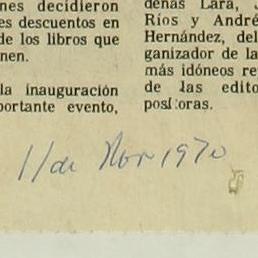 nes decidieron
es descuentos en
de los libros que
nen.
la inauguración
portante evento,
denas Lara, J
Ríos y André
Hernández, del
ganizador de la
más idóneos re
de las edito
positoras.
11 de Nov 1970